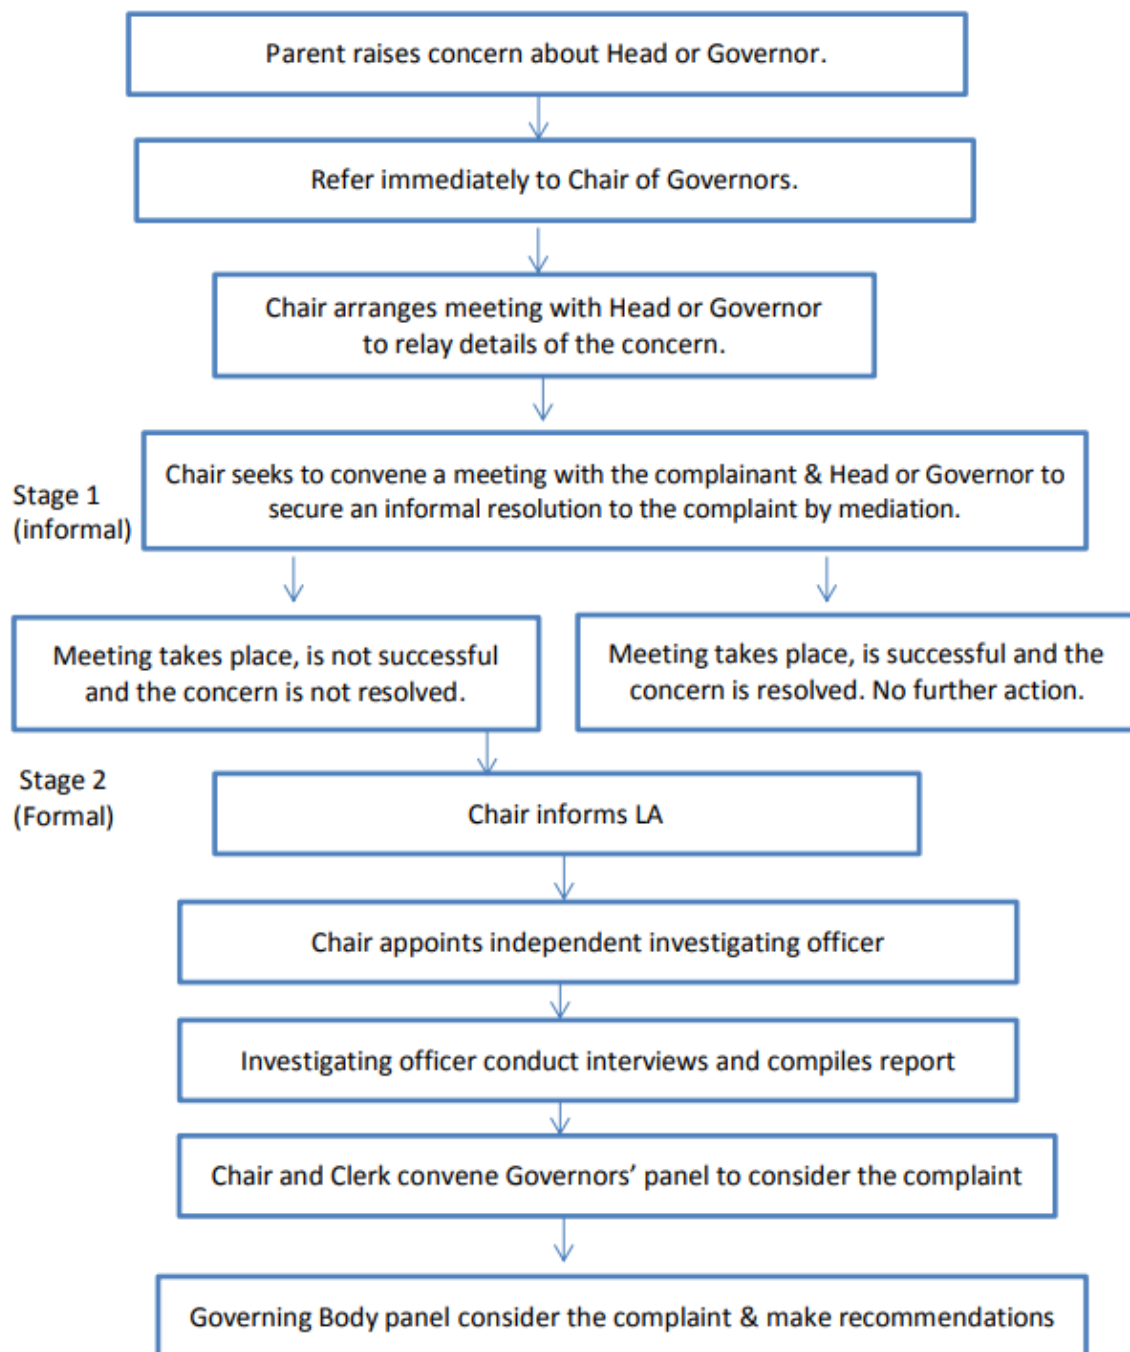 Parent raises concern about Head or Governor.
Refer immediately to Chair of Governors.
Chair arranges meeting with Head or Governor
to relay details of the concern.
Stage 1
(informal)
Chair seeks to convene a meeting with the complainant & Head or Governor to
secure an informal resolution to the complaint by mediation.
Meeting takes place, is not successful
and the concern is not resolved.
Meeting takes place, is successful and the
concern is resolved. No further action.
Stage 2
(Formal)
Chair informs LA
Chair appoints independent investigating officer
Investigating officer conduct interviews and compiles report
Chair and Clerk convene Governors’ panel to consider the complaint
Governing Body panel consider the complaint & make recommendations